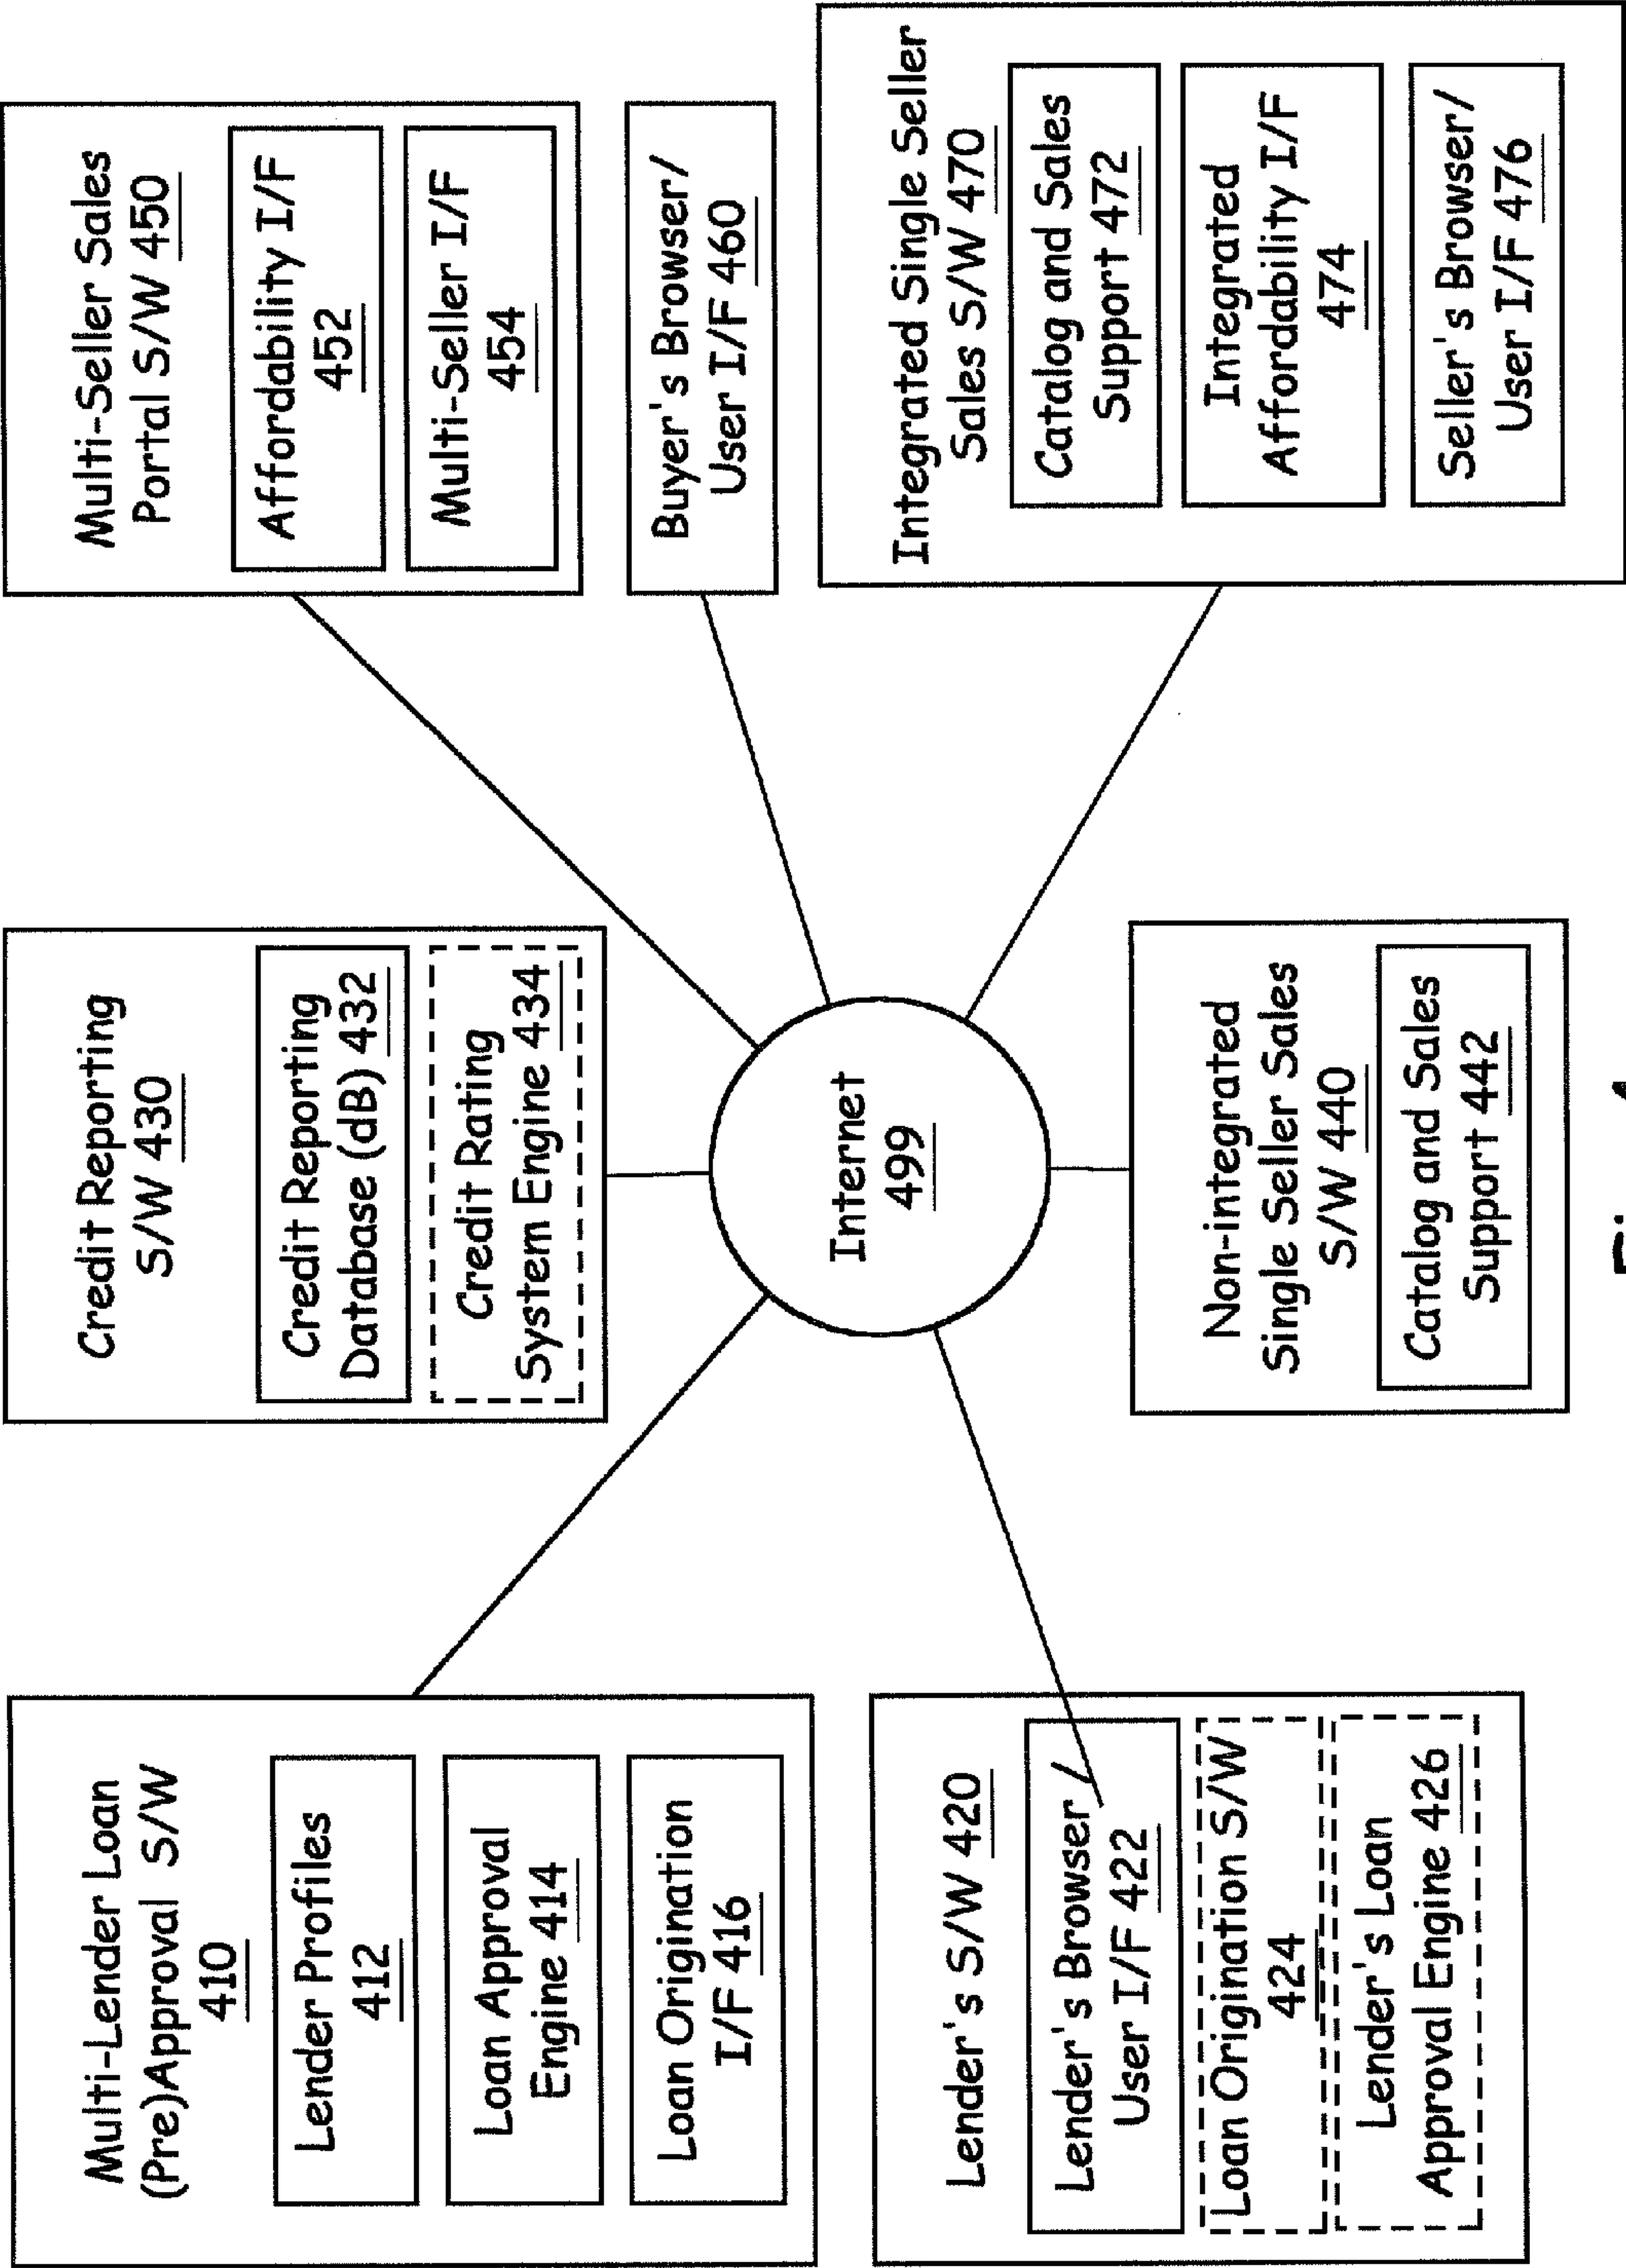 Multi-Lender Loan
(Pre)Approval S/W
410
Lender Profiles
412
Loan Approval
Engine 414
Loan Origination
I/F 416
Credit Reporting
S/W 430
Credit Reporting
Database (dB) 432
Credit Rating
System Engine 434
Multi-Seller Sales
Portal S/W 450
Affordability I/F
452
Multi-Seller I/F
454
Buyer's Browser/
User I/F 460
Internet
499
Lender's S/W 420
Lender's Browser/
User I/F 422
Loan Origination S/W
424
Lender's Loan
Approval Engine 426
Non-integrated
Single Seller Sales
S/W 440
Catalog and Sales
Support 442
Integrated Single Seller
Sales S/W 470
Catalog and Sales
Support 472
Integrated
Affordability I/F
474
Seller's Browser/
User I/F 476